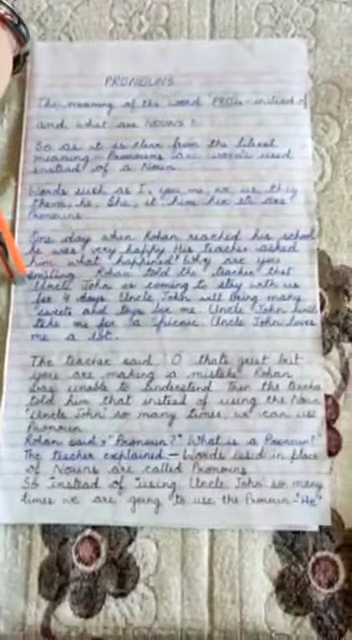 PRONOUNS
The meaning of the word "PRO is - instead of
and what are NOUNS?
So as it is clear from the literal
meaning - Pronouns are words used
instead of a Noun
Words such as I, you, me, we, us, they
them, he, She, it him her etc are
Pronouns
One day when Rohan reached his school
he was very happy His teacher asked
him what happened? Why are you
smiling Rohan told the teacher that
Uncle John is coming to stay with us
for 4 days. Uncle John will bring many
sweets and toys for me Uncle John will
take me for a picnic Uncle John loves
me a lot.
The teacher said, O that's great but
you are making a mistake Rohan
was unable to understand Then the teacher
told him that instead of using the Noun
'Uncle John' so many times, we can use
Pronoun
Rohan said "Pronoun?" What is a Pronoun?
The teacher explained - Words used in place
of Nouns are called Pronouns
So instead of using Uncle John so many
times we are going to use the Pronoun - "He"